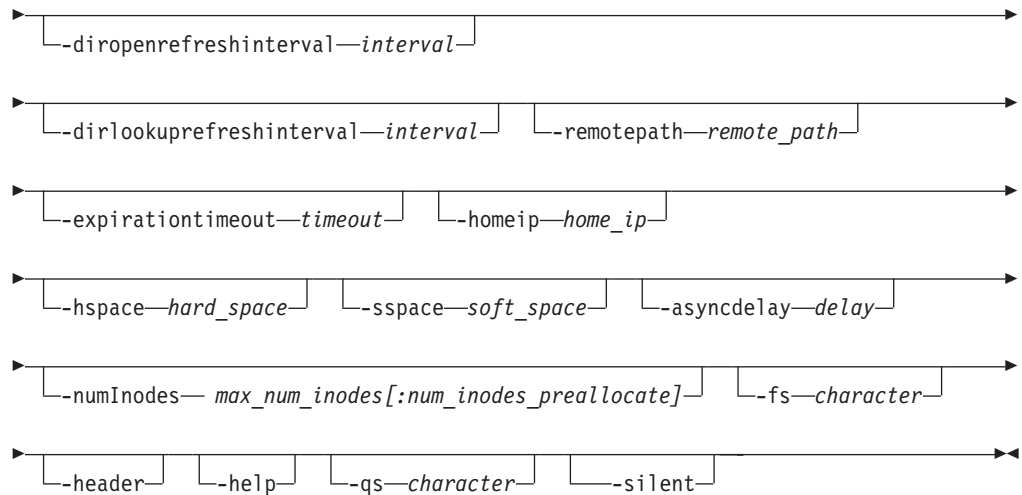 -diropenrefreshinterval interval
-dirlookuprefreshinterval interval -remotepath remote_path
-expirationtimeout timeout -homeip home_ip
-hspace hard_space -sspace soft_space -asyncdelay delay
-numInodes max_num_inodes[:num_inodes_preallocate] -fs character
-header -help -qs character -silent